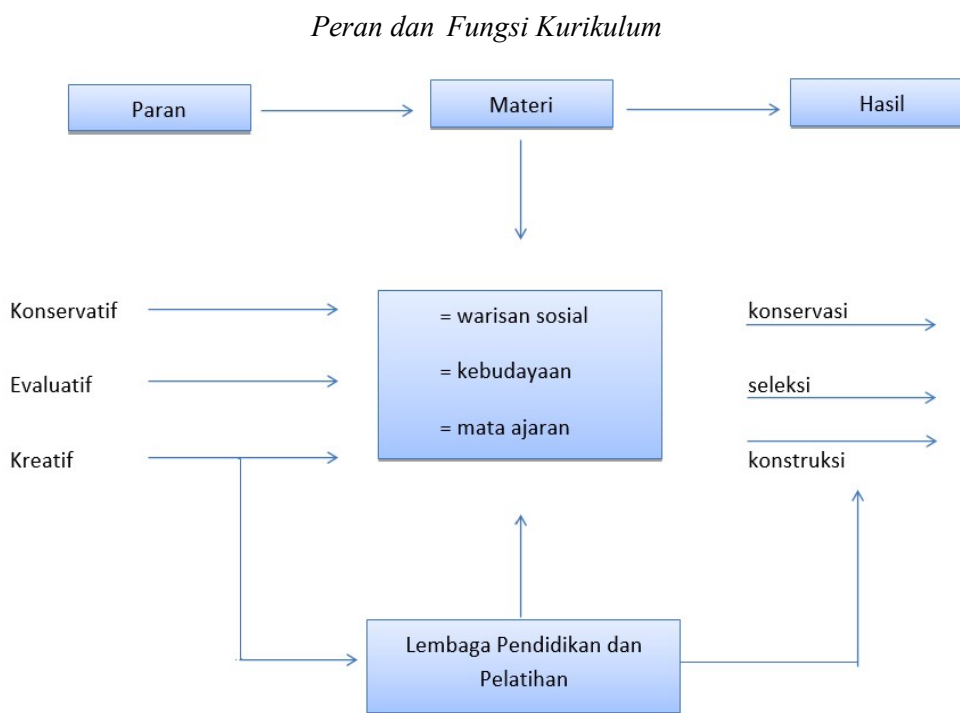 Peran dan Fungsi Kurikulum
Paran
Materi
Hasil
Konservatif
= warisan sosial
konservasi
Evaluatif
= kebudayaan
seleksi
Kreatif
= mata ajaran
konstruksi
Lembaga Pendidikan dan
Pelatihan